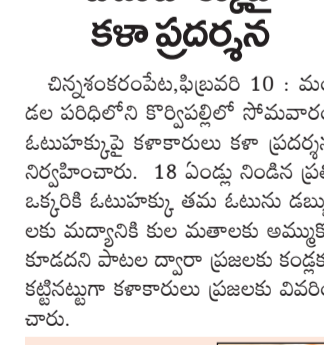 కళా ప్రదర్శన
చిన్నశంకరంపేట,ఫిబ్రవరి 10 : మం
డల పరిధిలోని కొర్విపల్లిలో సోమవారం
ఓటుహక్కుపై కళాకారులు కళా ప్రదర్శన
నిర్వహించారు. 18 ఏండ్లు నిండిన ప్రతి
ఒక్కరికి ఓటుహక్కు తమ ఓటును డబ్బు
లకు మద్యానికి కుల మతాలకు అమ్ముకో
కూడదని పాటల ద్వారా ప్రజలకు కండ్లకు
కట్టినట్టుగా కళాకారులు ప్రజలకు వివరిం
చారు.